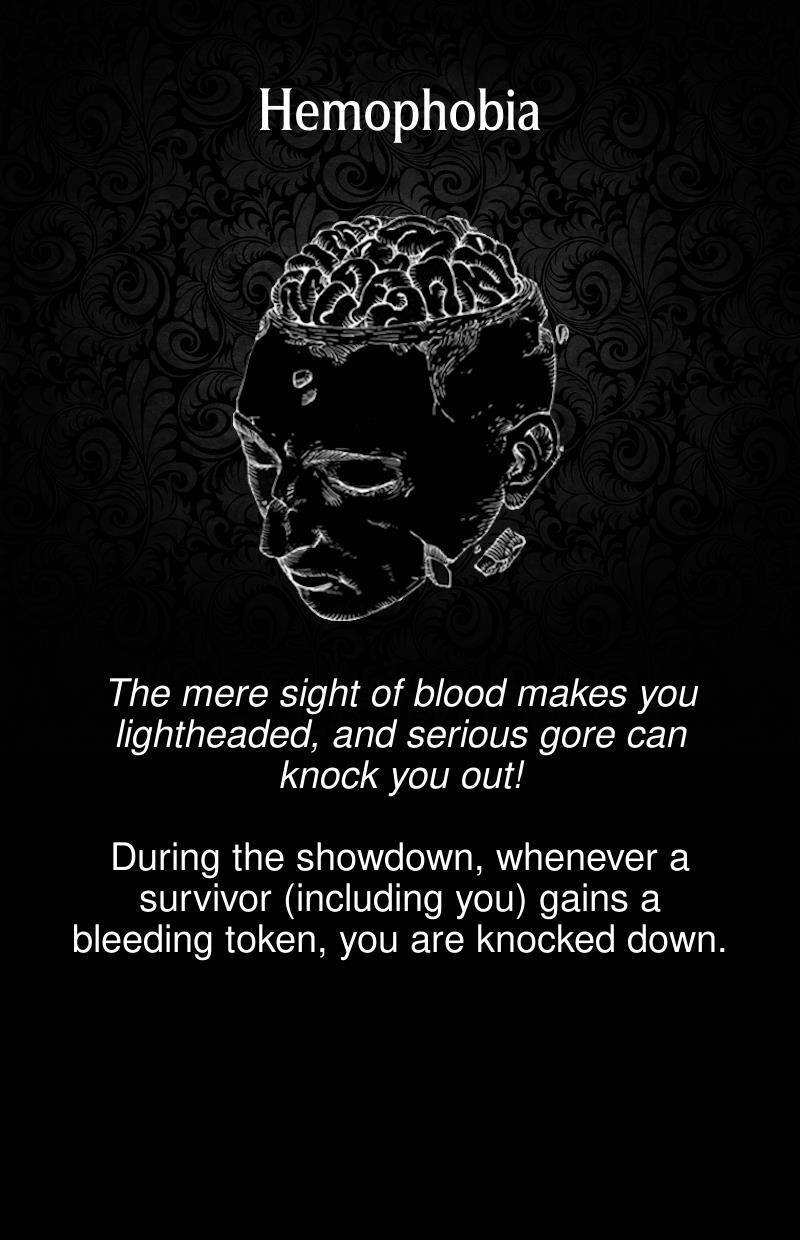 Hemophobia
The mere sight of blood makes you
lightheaded, and serious gore can
knock you out!
During the showdown, whenever a
survivor (including you) gains a
bleeding token, you are knocked down.